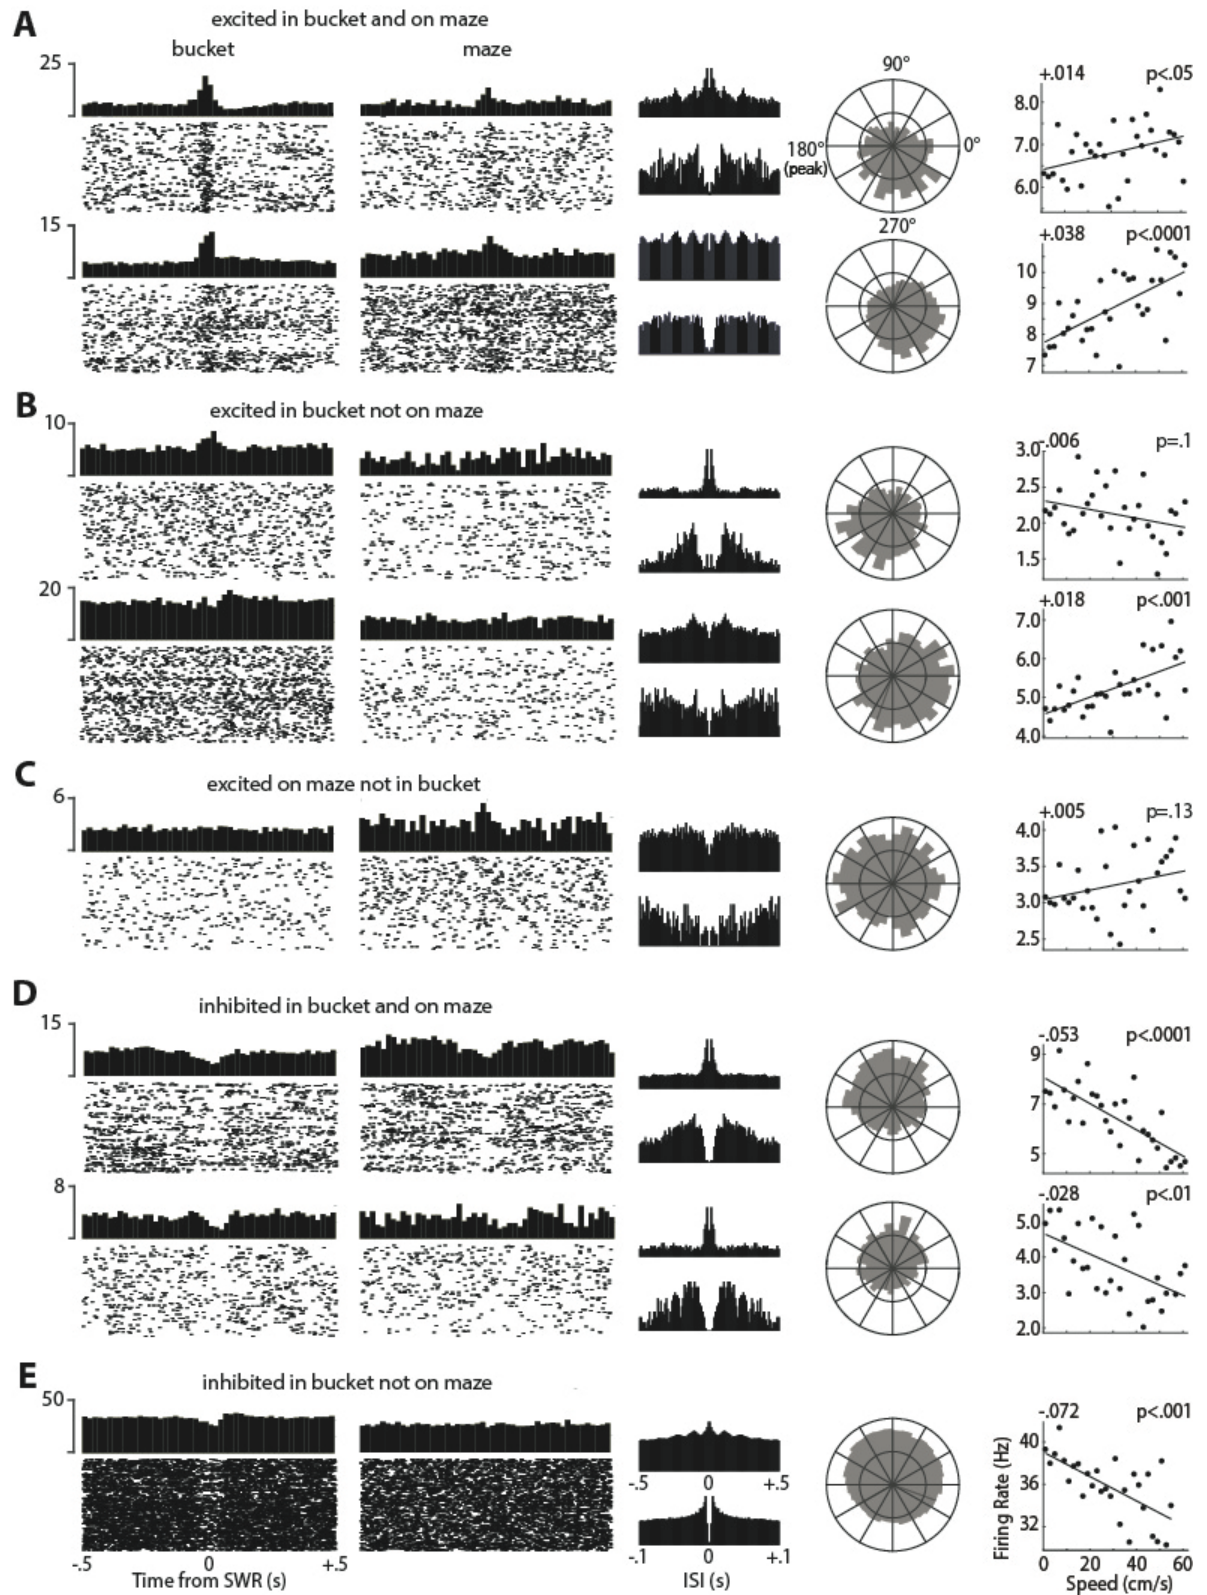 A
excited in bucket and on maze
bucket
maze
25
90°
180°
(peak)
0°
270°
+.014
p<.05
8.0
7.0
6.0
15
+.038
p<.0001
10
9
8
7
B
excited in bucket not on maze
10
-.006
p=.1
3.0
2.5
2.0
1.5
20
+.018
p<.001
7.0
6.0
5.0
4.0
C
excited on maze not in bucket
6
+.005
p=.13
4.0
3.5
3.0
2.5
D
inhibited in bucket and on maze
15
-.053
p<.0001
9
7
5
8
-.028
p<.01
5.0
4.0
3.0
2.0
E
inhibited in bucket not on maze
50
-.072
p<.001
Firing Rate (Hz)
40
36
32
-.5 0 +.5
-.5 0 +.5
Time from SWR (s)
-.1 0 +.1
ISI (s)
0 20 40 60
Speed (cm/s)